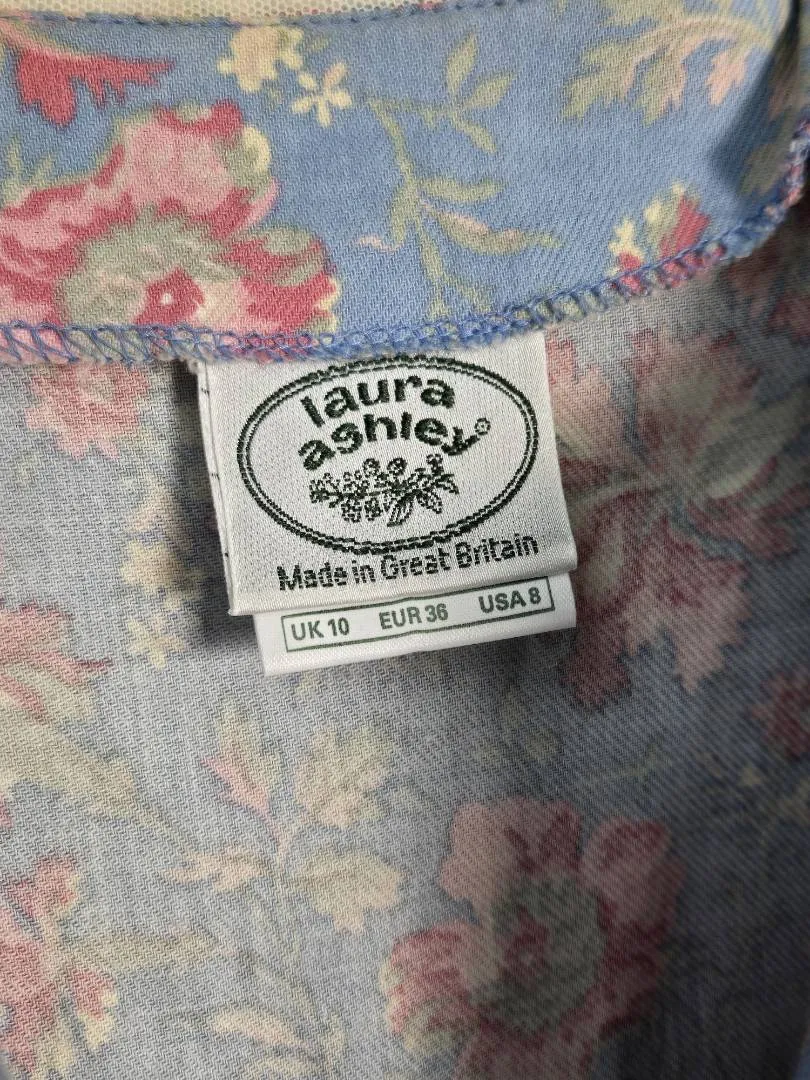 laura
ashley®
Made in Great Britain
UK 10 EUR 36 USA 8